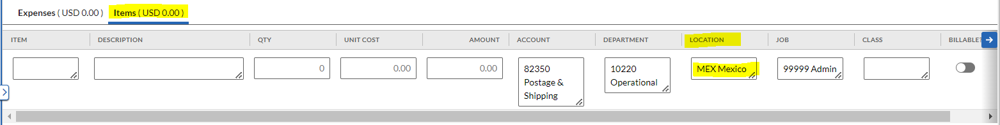 Expenses ( USD 0.00 ) Items ( USD 0.00 )
ITEM DESCRIPTION QTY UNIT COST AMOUNT ACCOUNT DEPARTMENT LOCATION JOB CLASS BILLABLE?
0 0.00 0.00 82350 10220 MEX Mexico 99999 Admin
Postage & Operational
Shipping